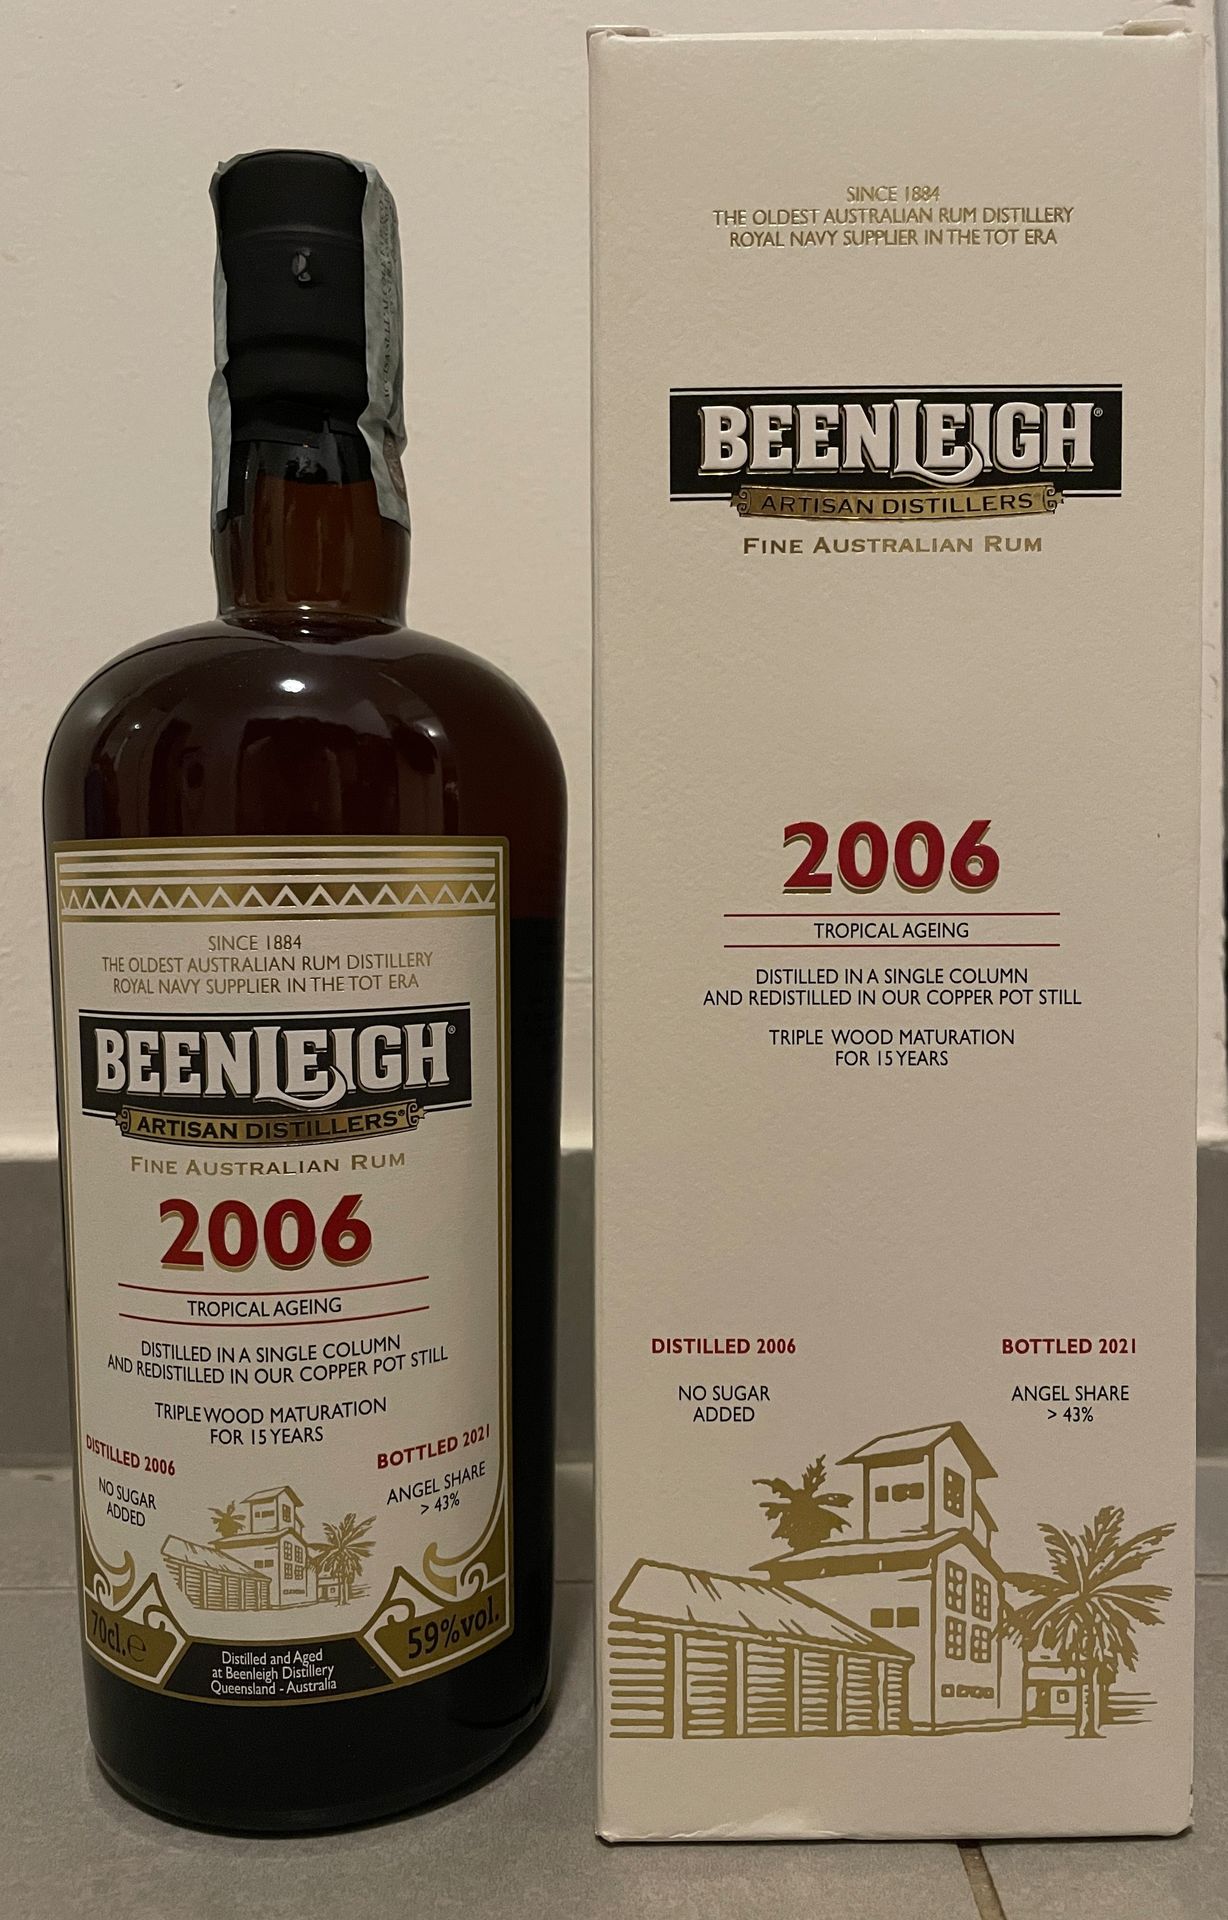 SINCE 1884
THE OLDEST AUSTRALIAN RUM DISTILLERY
ROYAL NAVY SUPPLIER IN THE TOT ERA
BEENLEIGH®
ARTISAN DISTILLERS®
FINE AUSTRALIAN RUM
2006
TROPICAL AGEING
DISTILLED IN A SINGLE COLUMN
AND REDISTILLED IN OUR COPPER POT STILL
TRIPLE WOOD MATURATION
FOR 15 YEARS
DISTILLED 2006
NO SUGAR
ADDED
BOTTLED 2021
ANGEL SHARE
> 43%
70cl.℮
59%vol.
Distilled and Aged
at Beenleigh Distillery
Queensland - Australia
SINCE 1884
THE OLDEST AUSTRALIAN RUM DISTILLERY
ROYAL NAVY SUPPLIER IN THE TOT ERA
BEENLEIGH®
ARTISAN DISTILLERS®
FINE AUSTRALIAN RUM
2006
TROPICAL AGEING
DISTILLED IN A SINGLE COLUMN
AND REDISTILLED IN OUR COPPER POT STILL
TRIPLE WOOD MATURATION
FOR 15 YEARS
DISTILLED 2006
NO SUGAR
ADDED
BOTTLED 2021
ANGEL SHARE
> 43%